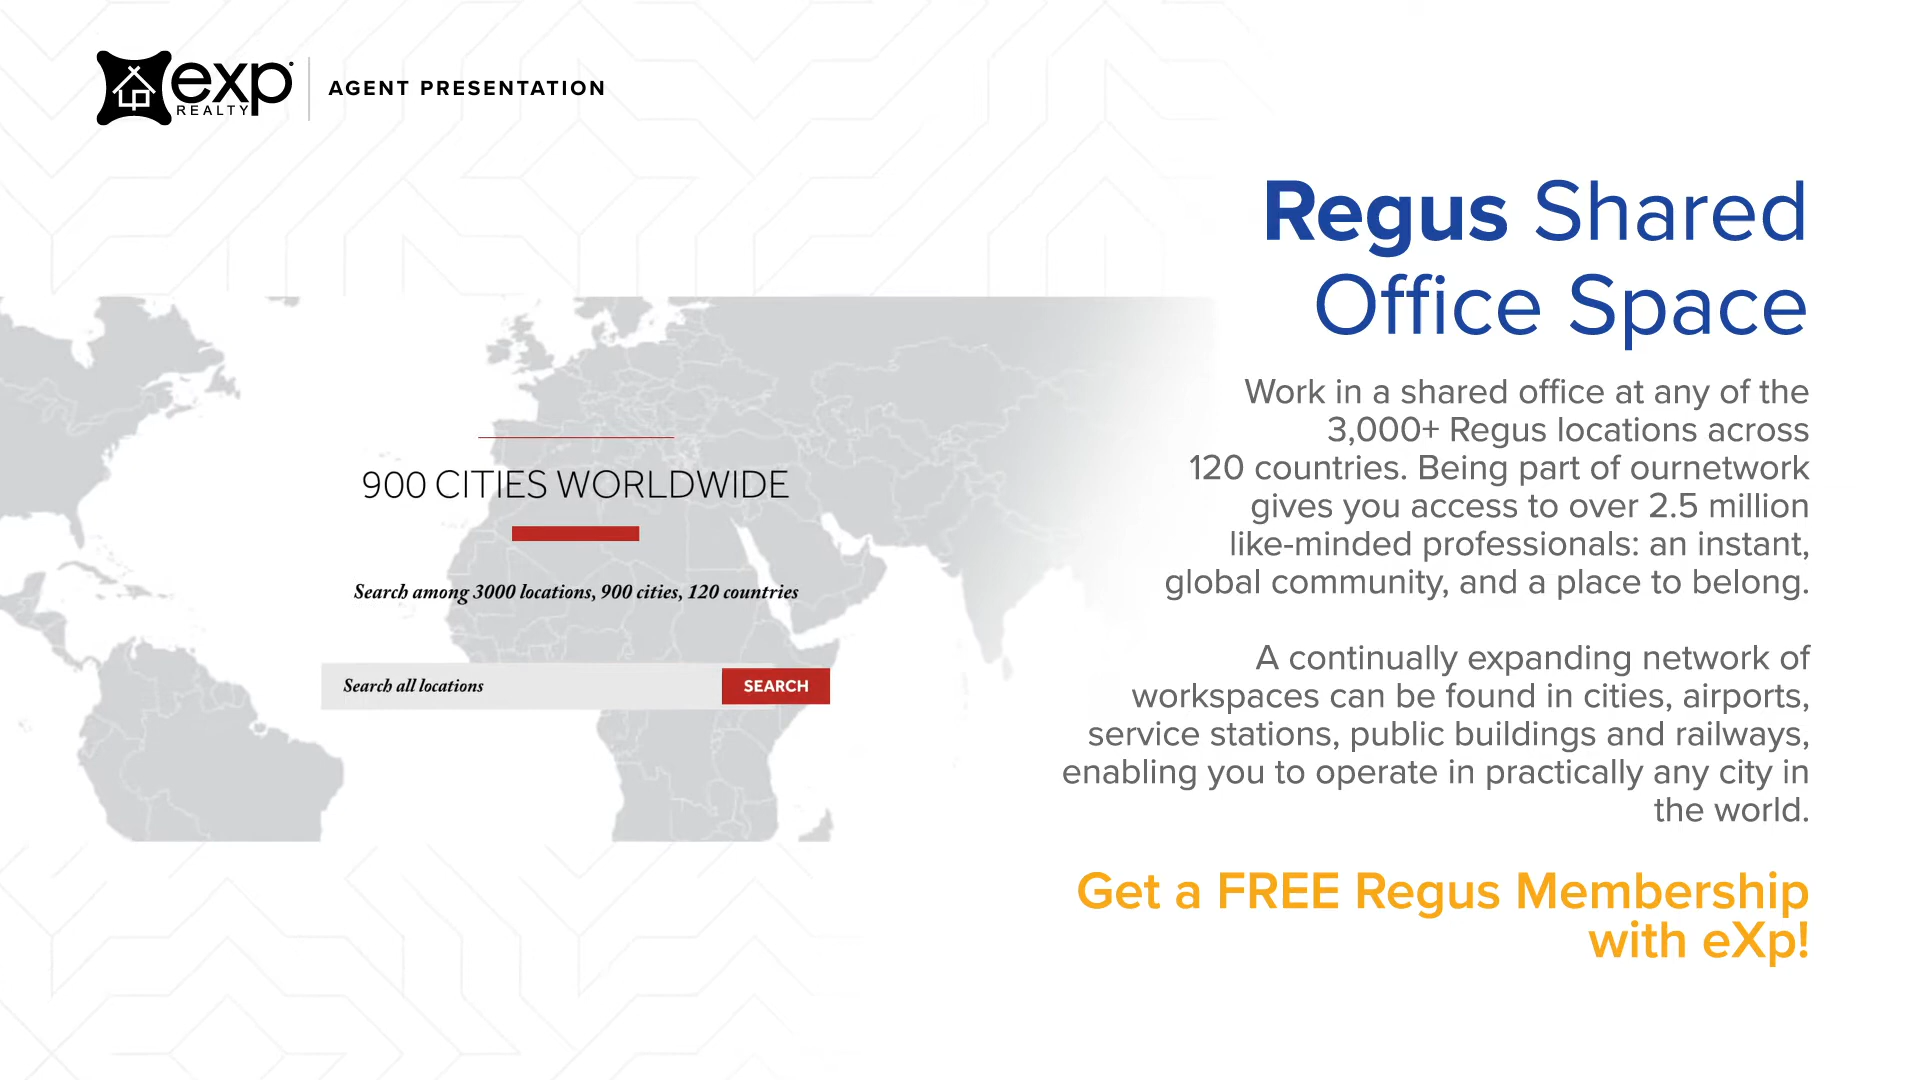 exp
REALTY
AGENT PRESENTATION
Regus Shared
Office Space
Work in a shared office at any of the
3,000+ Regus locations across
120 countries. Being part of ournetwork
gives you access to over 2.5 million
like-minded professionals: an instant,
global community, and a place to belong.
A continually expanding network of
workspaces can be found in cities, airports,
service stations, public buildings and railways,
enabling you to operate in practically any city in
the world.
Get a FREE Regus Membership
with eXp!
900 CITIES WORLDWIDE
Search among 3000 locations, 900 cities, 120 countries
Search all locations
SEARCH